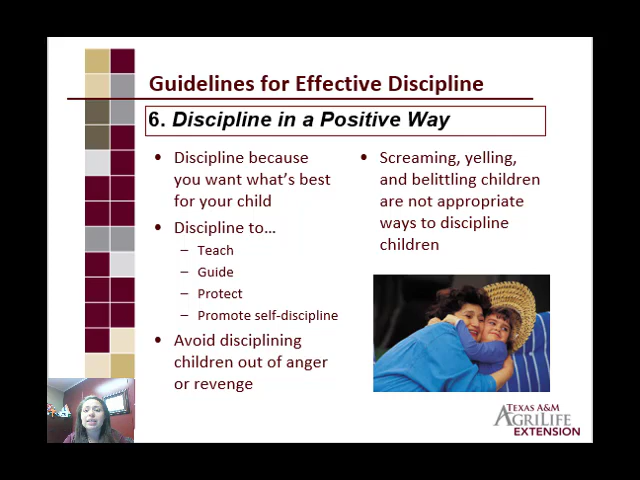 Guidelines for Effective Discipline
6. Discipline in a Positive Way
• Discipline because
you want what's best
for your child
• Discipline to…
– Teach
– Guide
– Protect
– Promote self-discipline
• Avoid disciplining
children out of anger
or revenge
• Screaming, yelling,
and belittling children
are not appropriate
ways to discipline
children
TEXAS A&M
AGRILIFE
EXTENSION